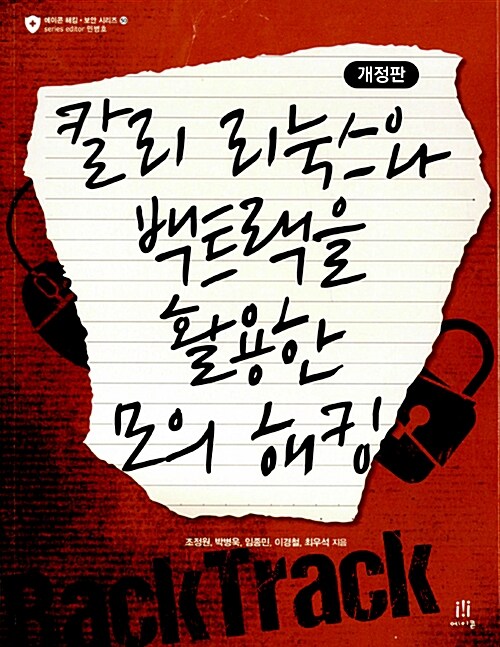 에이콘 해킹 · 보안 시리즈
series editor 민병호
개정판
칼리 리눅스와
백트랙을
활용한
모의 해킹
조정원, 박병욱, 임종민, 이경철, 최우석 지음
BackTrack
에이콘